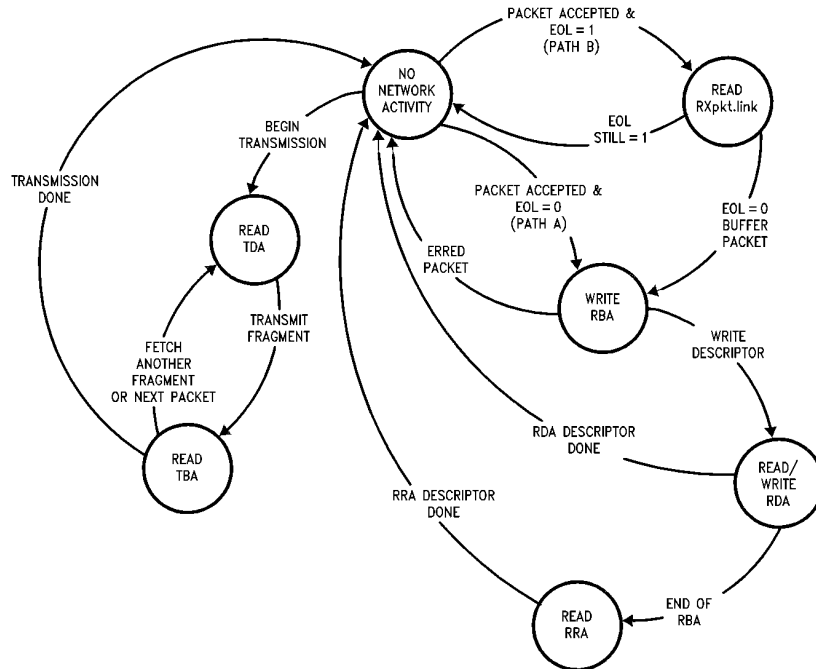 PACKET ACCEPTED &
EOL = 1
(PATH B)
NO
NETWORK
ACTIVITY
READ
RXpkt.link
BEGIN
TRANSMISSION
EOL
STILL = 1
TRANSMISSION
DONE
PACKET ACCEPTED &
EOL = 0
(PATH A)
EOL = 0
BUFFER
PACKET
READ
TDA
ERRED
PACKET
WRITE
RBA
TRANSMIT
FRAGMENT
WRITE
DESCRIPTOR
FETCH
ANOTHER
FRAGMENT
OR NEXT PACKET
RDA DESCRIPTOR
DONE
READ
TBA
READ/
WRITE
RDA
RRA DESCRIPTOR
DONE
READ
RRA
END OF
RBA